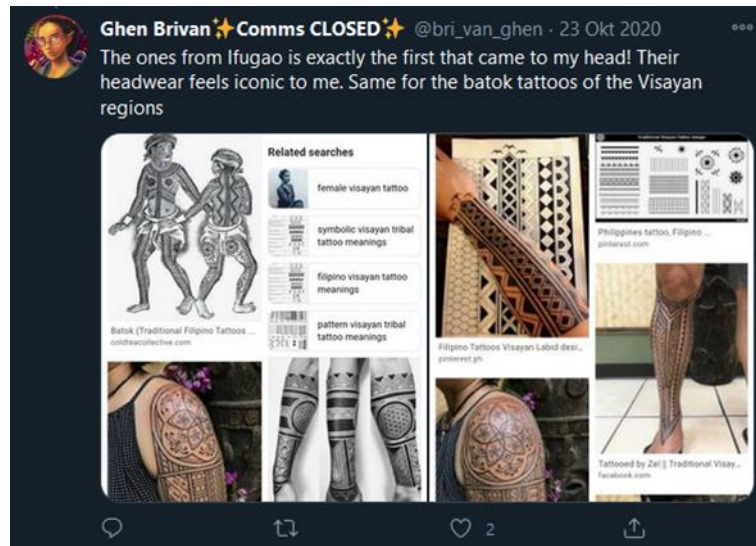 Ghen Brivan✨Comms CLOSED✨ @bri_van_ghen · 23 Okt 2020
The ones from Ifugao is exactly the first that came to my head! Their
headwear feels iconic to me. Same for the batok tattoos of the Visayan
regions
Batok (Traditional Filipino Tattoos ...
coldteacollective.com
Related searches
female visayan tattoo
symbolic visayan tribal
tattoo meanings
filipino visayan tattoo
meanings
pattern visayan tribal
tattoo meanings
Filipino Tattoos Visayan Labid desi...
pinterest.ph
Philippines tattoo, Filipino ...
pinterest.com
Tattooed by Zel || Traditional Visay...
facebook.com
2